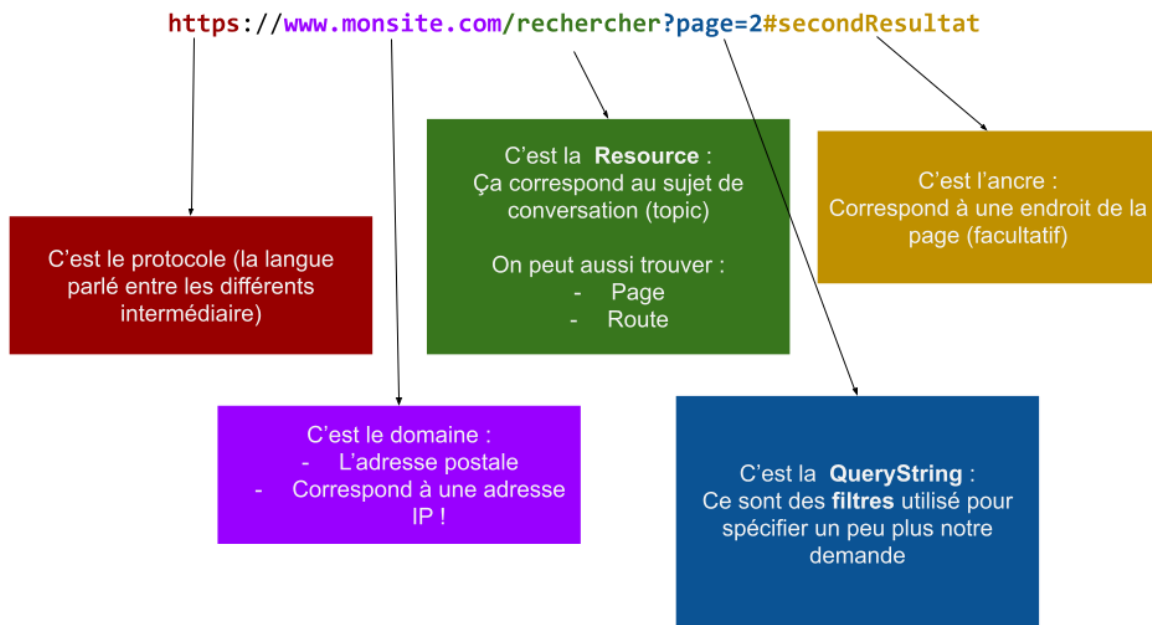 https://www.monsite.com/rechercher?page=2#secondResultat
C'est le protocole (la langue
parlé entre les différents
intermédiaire)
C'est le domaine :
- L'adresse postale
- Correspond à une adresse
IP !
C'est la Resource :
Ça correspond au sujet de
conversation (topic)
On peut aussi trouver :
- Page
- Route
C'est la QueryString :
Ce sont des filtres utilisé pour
spécifier un peu plus notre
demande
C'est l'ancre :
Correspond à une endroit de la
page (facultatif)